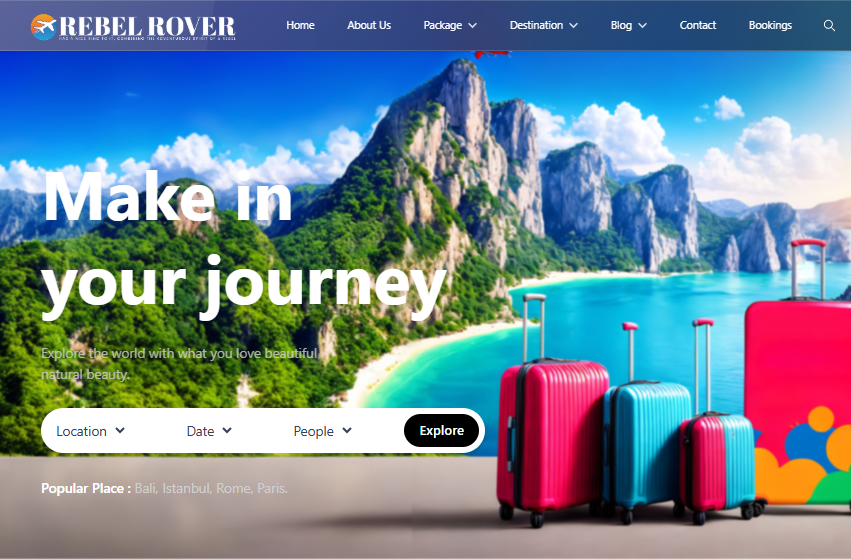 REBEL ROVER
Home About Us Package Destination Blog Contact Bookings
Make in
your journey
Explore the world with what you love beautiful
natural beauty.
Location Date People Explore
Popular Place : Bali, Istanbul, Rome, Paris.